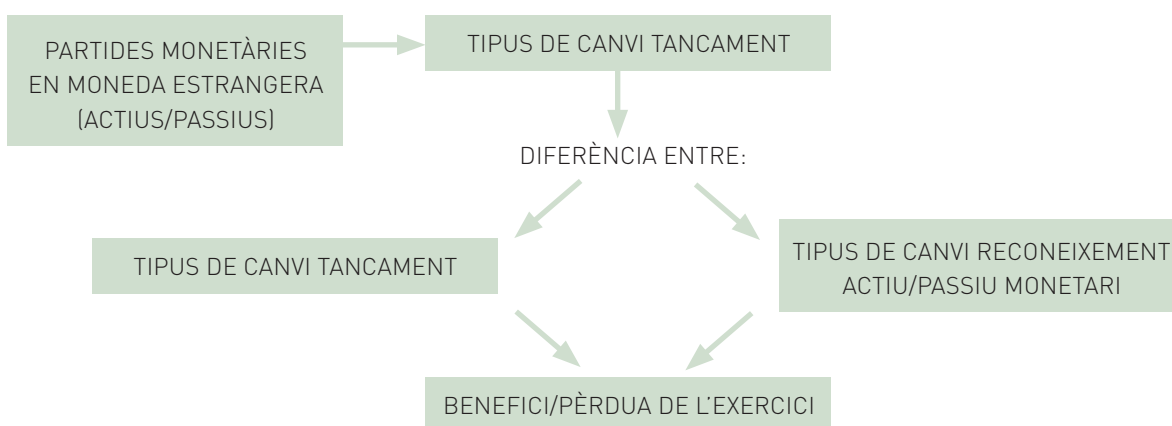 PARTIDES MONETÀRIES
EN MONEDA ESTRANGERA
(ACTIUS/PASSIUS)
TIPUS DE CANVI TANCAMENT
DIFERÈNCIA ENTRE:
TIPUS DE CANVI TANCAMENT
TIPUS DE CANVI RECONEIXEMENT
ACTIU/PASSIU MONETARI
BENEFICI/PÈRDUA DE L'EXERCICI